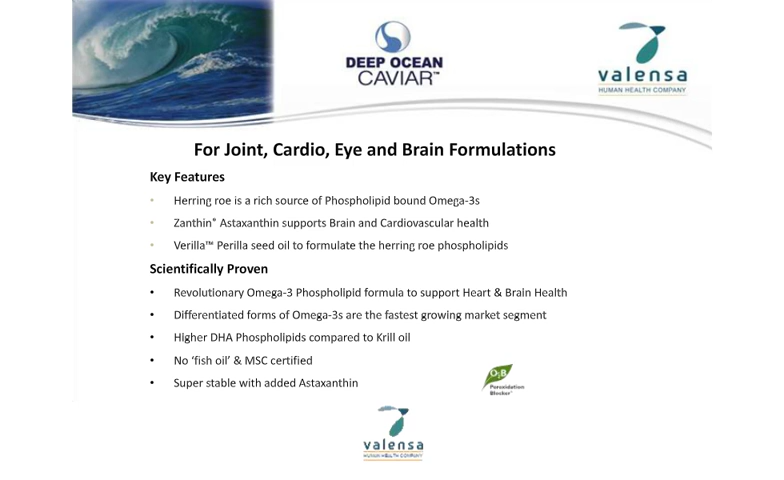 DEEP OCEAN
CAVIAR™
valensa
HUMAN HEALTH COMPANY
For Joint, Cardio, Eye and Brain Formulations
Key Features
• Herring roe is a rich source of Phospholipid bound Omega-3s
• Zanthin® Astaxanthin supports Brain and Cardiovascular health
• Verilla™ Perilla seed oil to formulate the herring roe phospholipids
Scientifically Proven
• Revolutionary Omega-3 Phospholipid formula to support Heart & Brain Health
• Differentiated forms of Omega-3s are the fastest growing market segment
• Higher DHA Phospholipids compared to Krill oil
• No ‘fish oil’ & MSC certified
• Super stable with added Astaxanthin
O2B
Peroxidation
Blocker™
valensa
HUMAN HEALTH COMPANY